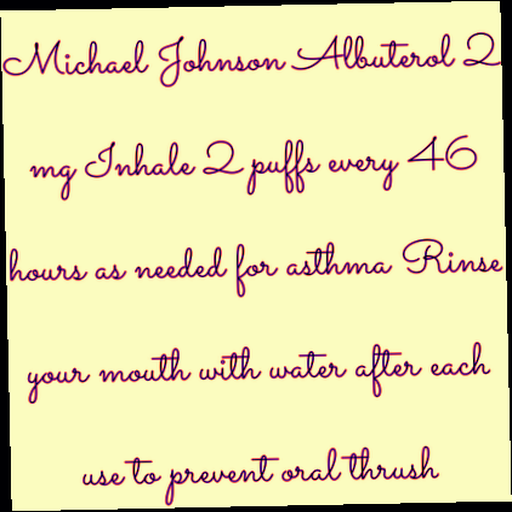 Michael Johnson Albuterol 2
mg Inhale 2 puffs every 46
hours as needed for asthma Rinse
your mouth with water after each
use to prevent oral thrush